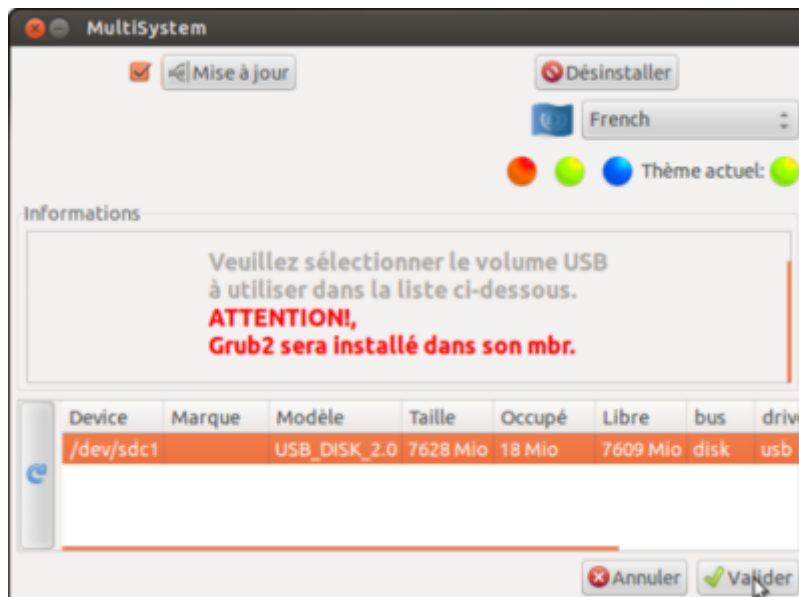 MultiSystem
Mise à jour
Désinstaller
French
Thème actuel:
Informations
Veuillez sélectionner le volume USB
à utiliser dans la liste ci-dessous.
ATTENTION!,
Grub2 sera installé dans son mbr.
Device Marque Modèle Taille Occupé Libre bus drive
/dev/sdc1 USB_DISK_2.0 7628 Mio 18 Mio 7609 Mio disk usb
Annuler Valider